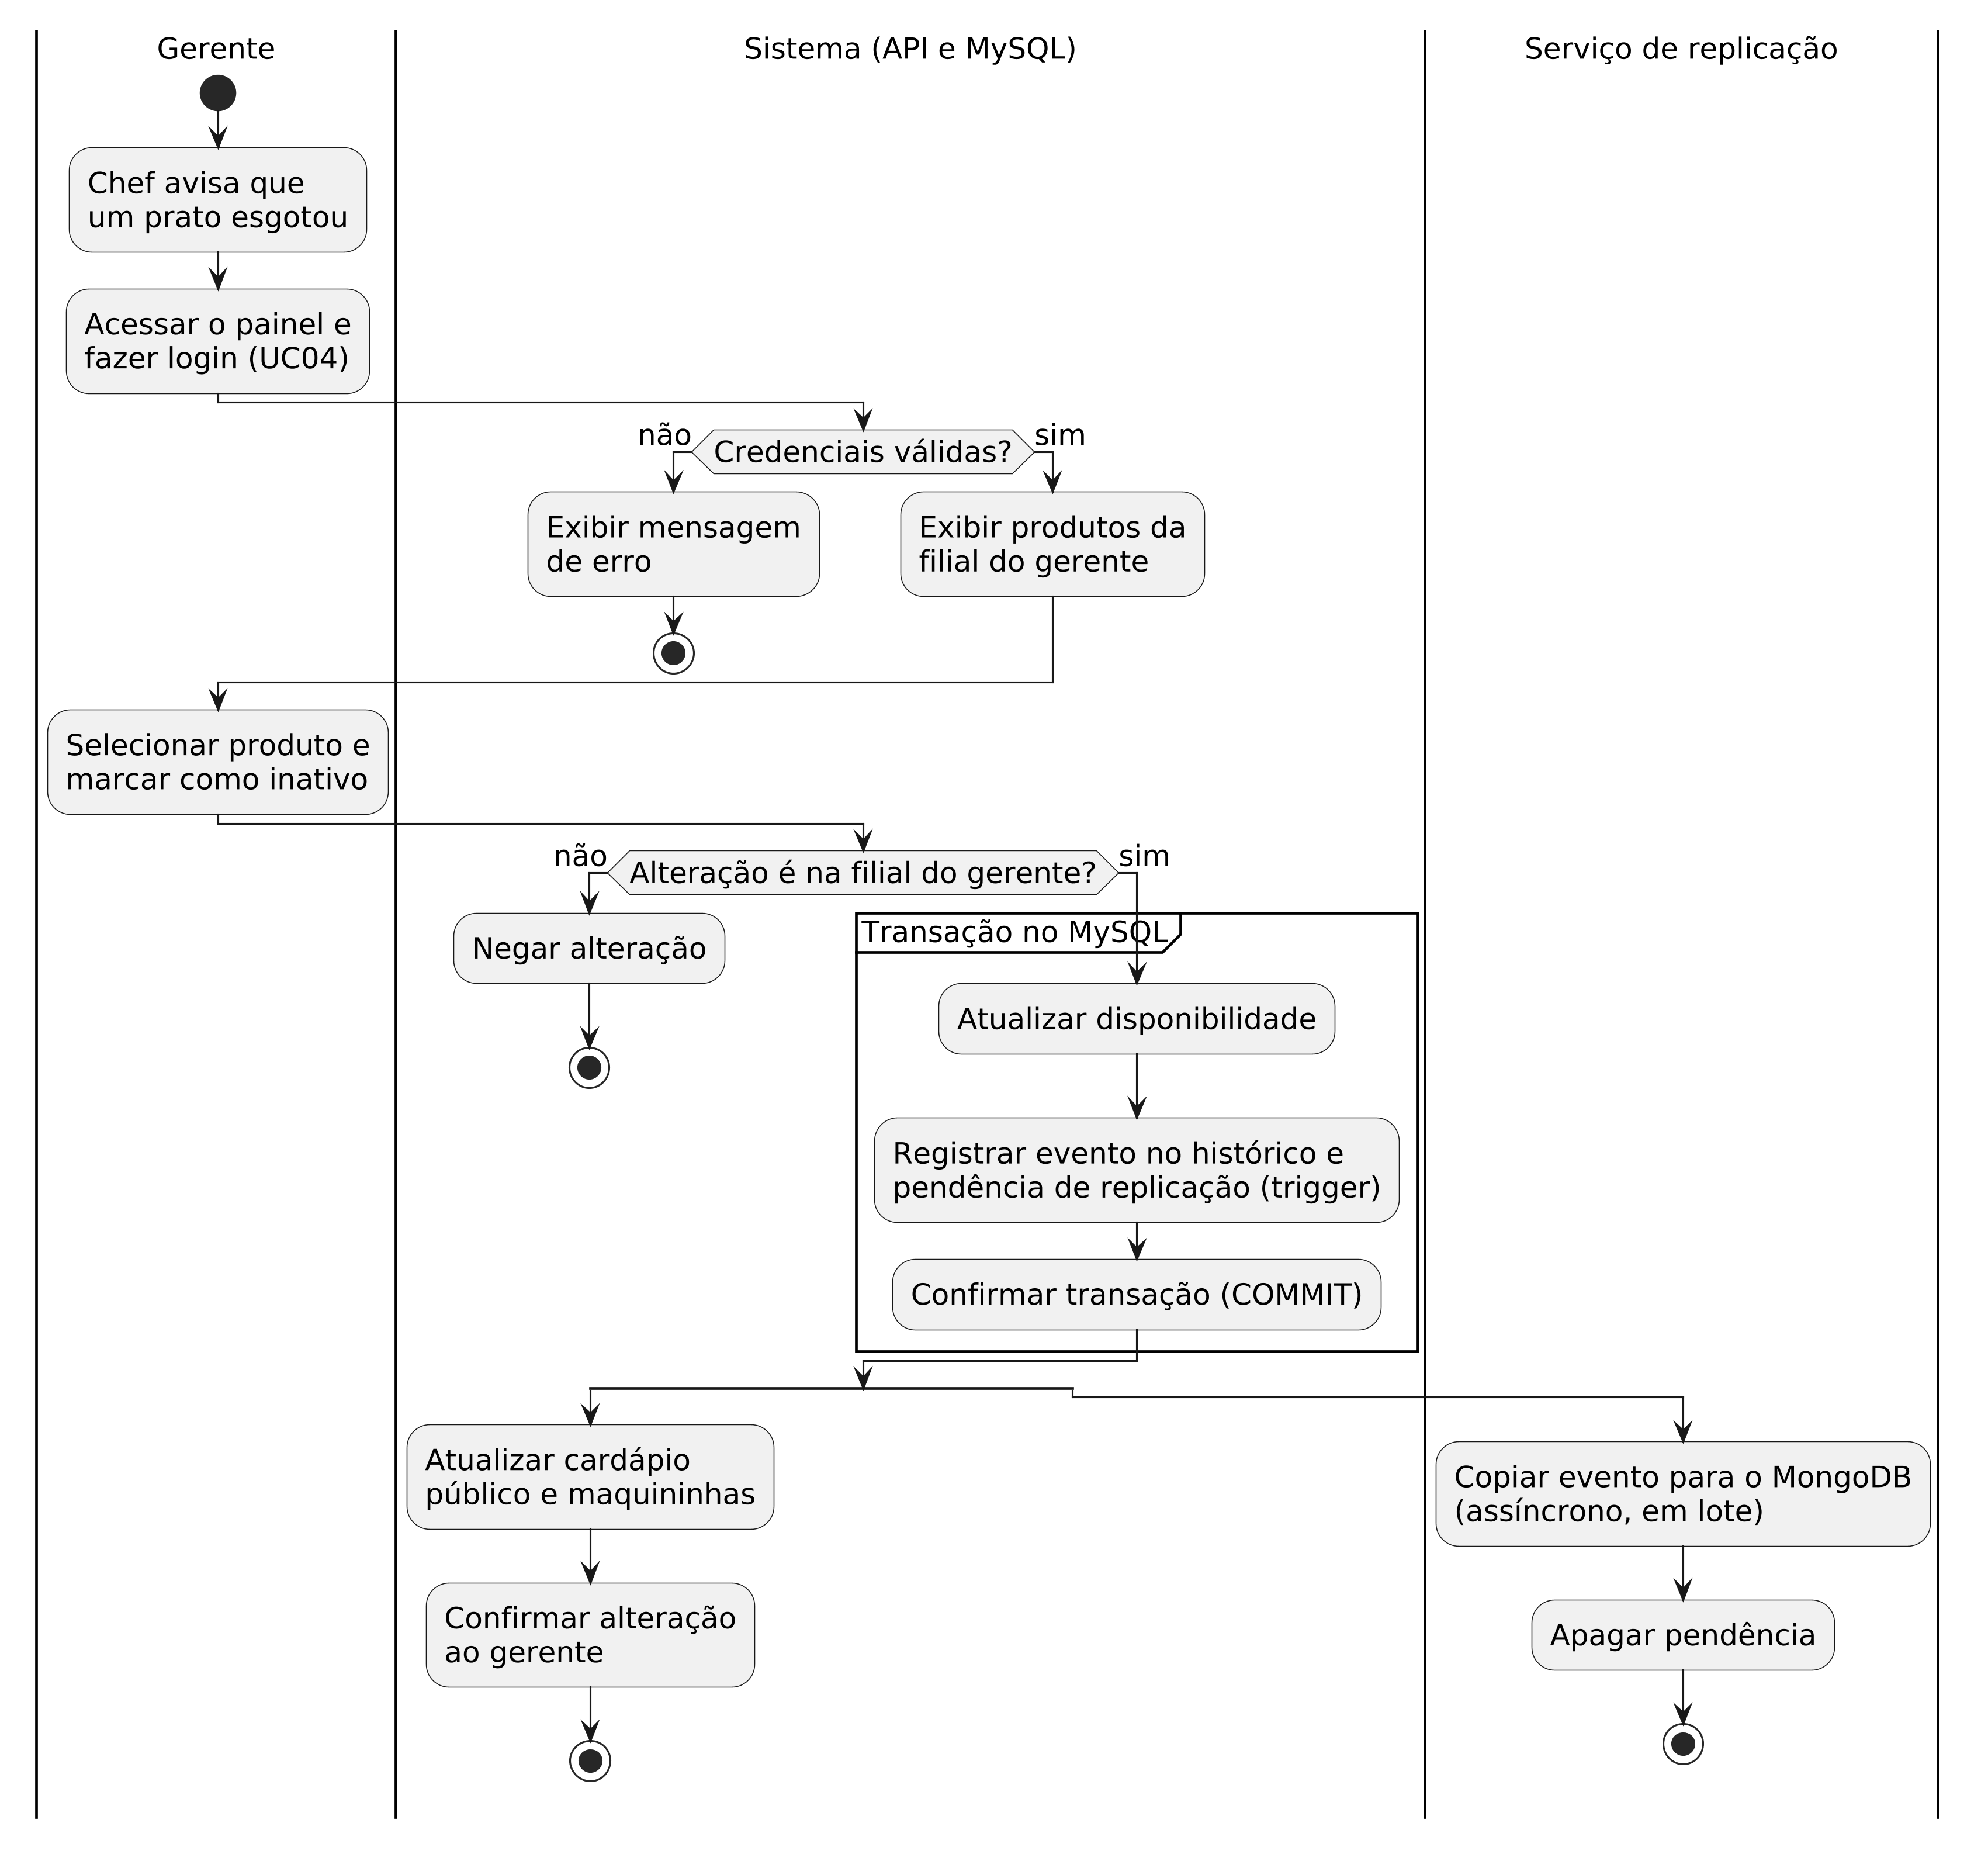 Gerente
Sistema (API e MySQL)
Serviço de replicação
Chef avisa que
um prato esgotou
Acessar o painel e
fazer login (UC04)
não
Credenciais válidas?
sim
Exibir mensagem
de erro
Exibir produtos da
filial do gerente
Selecionar produto e
marcar como inativo
não
Alteração é na filial do gerente?
sim
Negar alteração
Transação no MySQL
Atualizar disponibilidade
Registrar evento no histórico e
pendência de replicação (trigger)
Confirmar transação (COMMIT)
Atualizar cardápio
público e maquininhas
Copiar evento para o MongoDB
(assíncrono, em lote)
Confirmar alteração
ao gerente
Apagar pendência